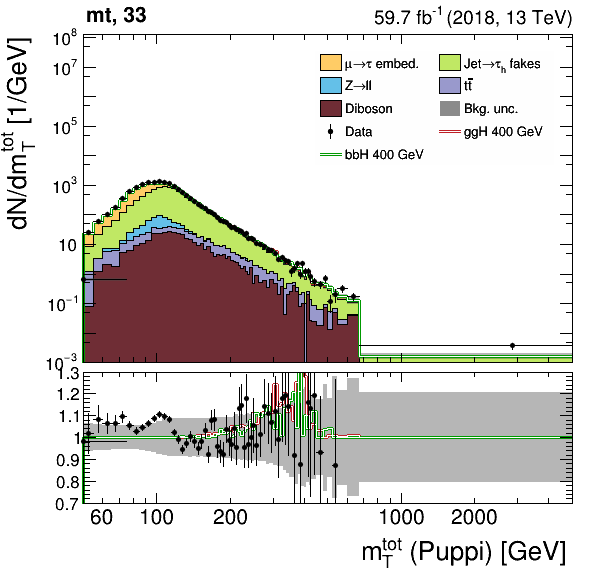 mt, 33
59.7 fb⁻¹ (2018, 13 TeV)
dN/dm_T^tot [1/GeV]
10⁸
10⁷
10⁵
10³
10
10⁻¹
10⁻³
μ→τ embed.
Jet→τ_h fakes
Z→ll
tt̄
Diboson
Bkg. unc.
Data
ggH 400 GeV
bbH 400 GeV
1.3
1.2
1.1
1
0.9
0.8
0.7
60 100 200 1000 2000
m_T^tot (Puppi) [GeV]